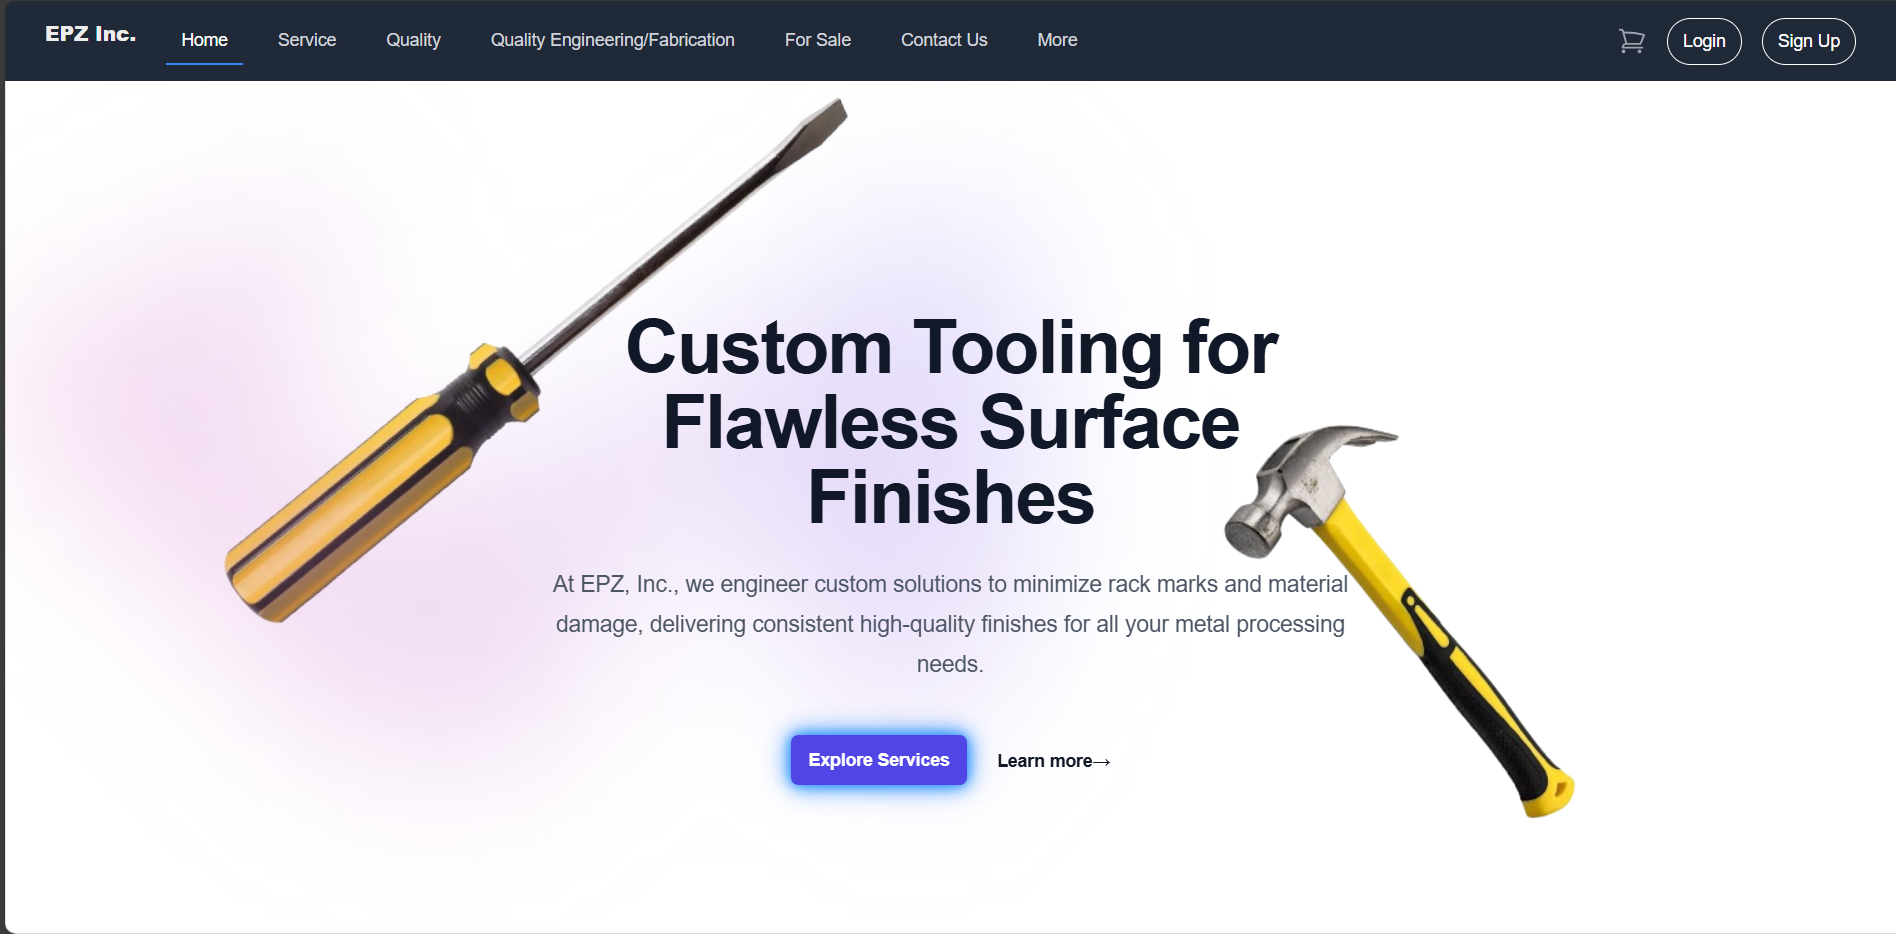 EPZ Inc.
Home
Service
Quality
Quality Engineering/Fabrication
For Sale
Contact Us
More
Login
Sign Up
Custom Tooling for
Flawless Surface
Finishes
At EPZ, Inc., we engineer custom solutions to minimize rack marks and material
damage, delivering consistent high-quality finishes for all your metal processing
needs.
Explore Services
Learn more→